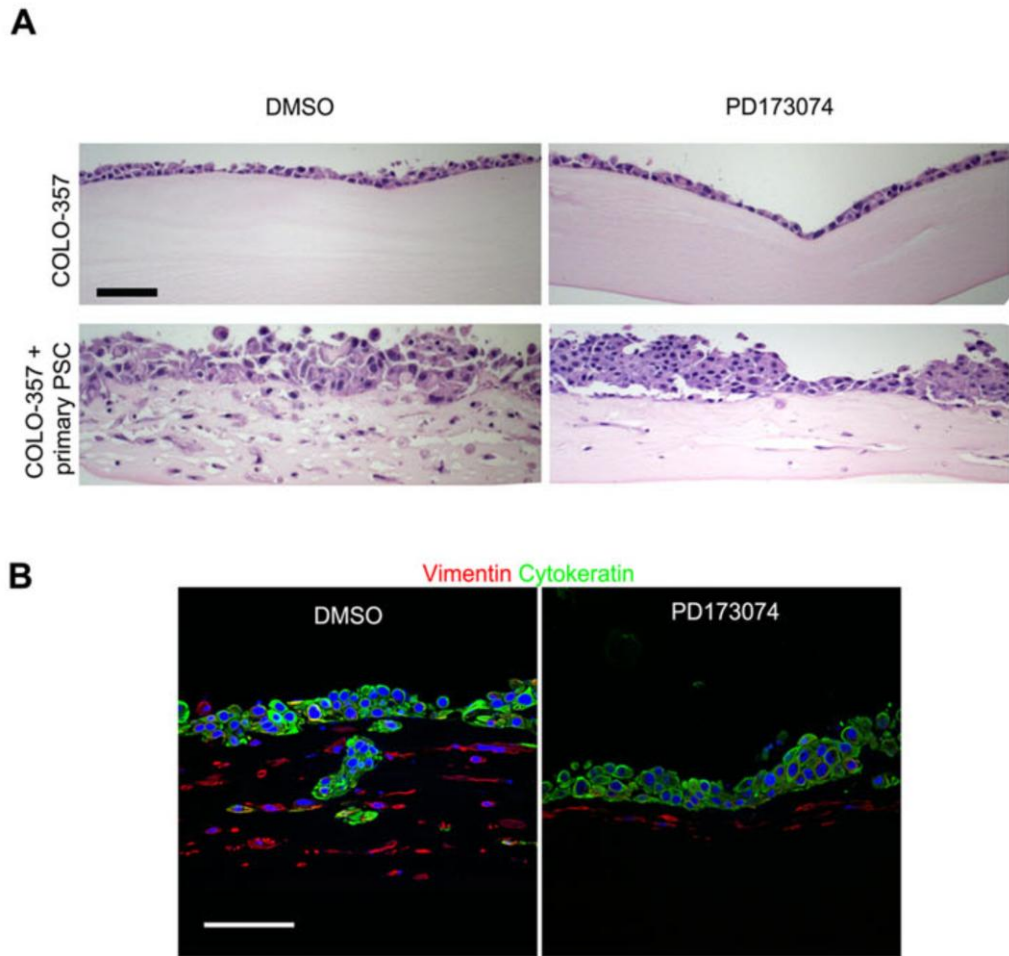 A
DMSO PD173074
COLO-357
COLO-357 +
primary PSC
B
Vimentin Cytokeratin
DMSO PD173074